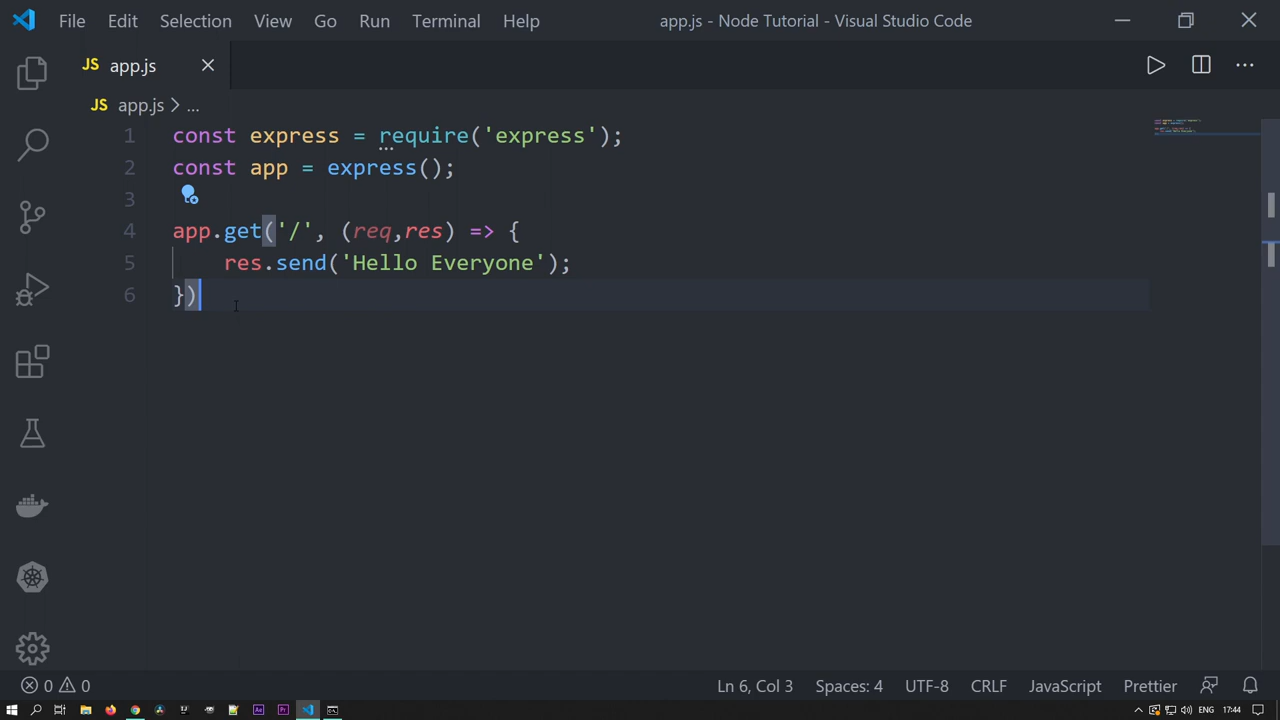 File Edit Selection View Go Run Terminal Help app.js - Node Tutorial - Visual Studio Code
JS app.js
JS app.js > ...
1 const express = require('express');
2 const app = express();
3
4 app.get('/', (req,res) => {
5 res.send('Hello Everyone');
6 })
0 0 Ln 6, Col 3 Spaces: 4 UTF-8 CRLF JavaScript Prettier
Ae Pr ENG 17:44